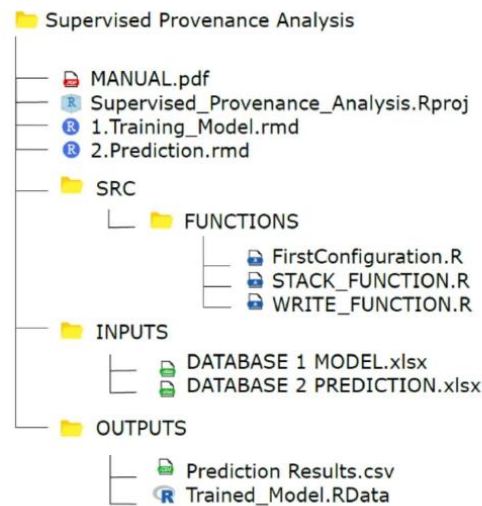 Supervised Provenance Analysis
MANUAL.pdf
Supervised_Provenance_Analysis.Rproj
1.Training_Model.rmd
2.Prediction.rmd
SRC
FUNCTIONS
FirstConfiguration.R
STACK_FUNCTION.R
WRITE_FUNCTION.R
INPUTS
DATABASE 1 MODEL.xlsx
DATABASE 2 PREDICTION.xlsx
OUTPUTS
Prediction Results.csv
Trained_Model.RData